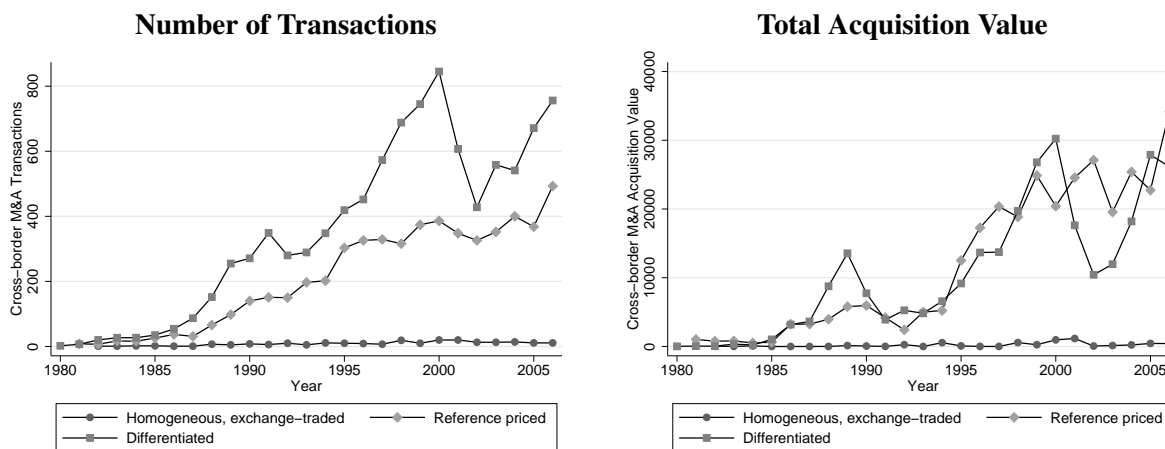 Number of Transactions
Cross−border M&A Transactions
800
600
400
200
0
1980 1985 1990 1995 2000 2005
Year
Homogeneous, exchange−traded Reference priced
Differentiated
Total Acquisition Value
Cross−border M&A Acquisition Value
40000
30000
20000
10000
0
1980 1985 1990 1995 2000 2005
Year
Homogeneous, exchange−traded Reference priced
Differentiated